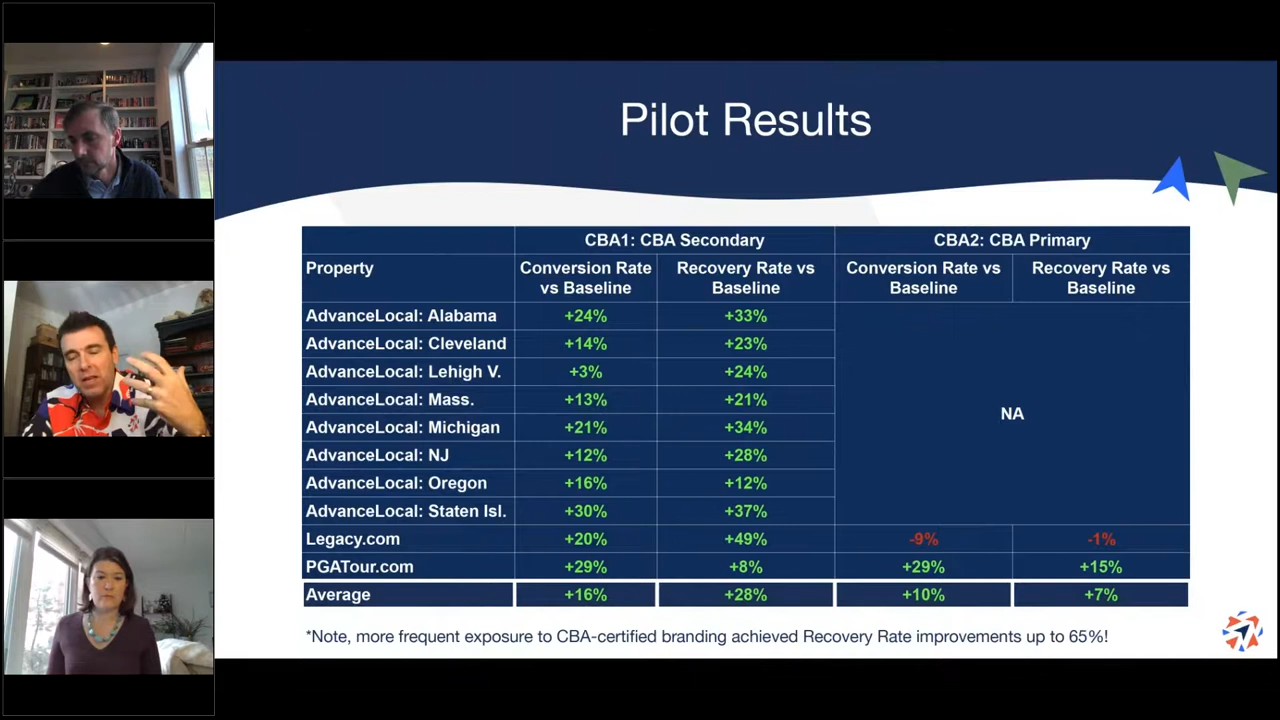 Pilot Results
CBA1: CBA Secondary CBA2: CBA Primary
Property Conversion Rate vs Baseline Recovery Rate vs Baseline Conversion Rate vs Baseline Recovery Rate vs Baseline
AdvanceLocal: Alabama +24% +33%
AdvanceLocal: Cleveland +14% +23%
AdvanceLocal: Lehigh V. +3% +24%
AdvanceLocal: Mass. +13% +21%
NA
AdvanceLocal: Michigan +21% +34%
AdvanceLocal: NJ +12% +28%
AdvanceLocal: Oregon +16% +12%
AdvanceLocal: Staten Isl. +30% +37%
Legacy.com +20% +49% -9% -1%
PGATour.com +29% +8% +29% +15%
Average +16% +28% +10% +7%
*Note, more frequent exposure to CBA-certified branding achieved Recovery Rate improvements up to 65%!